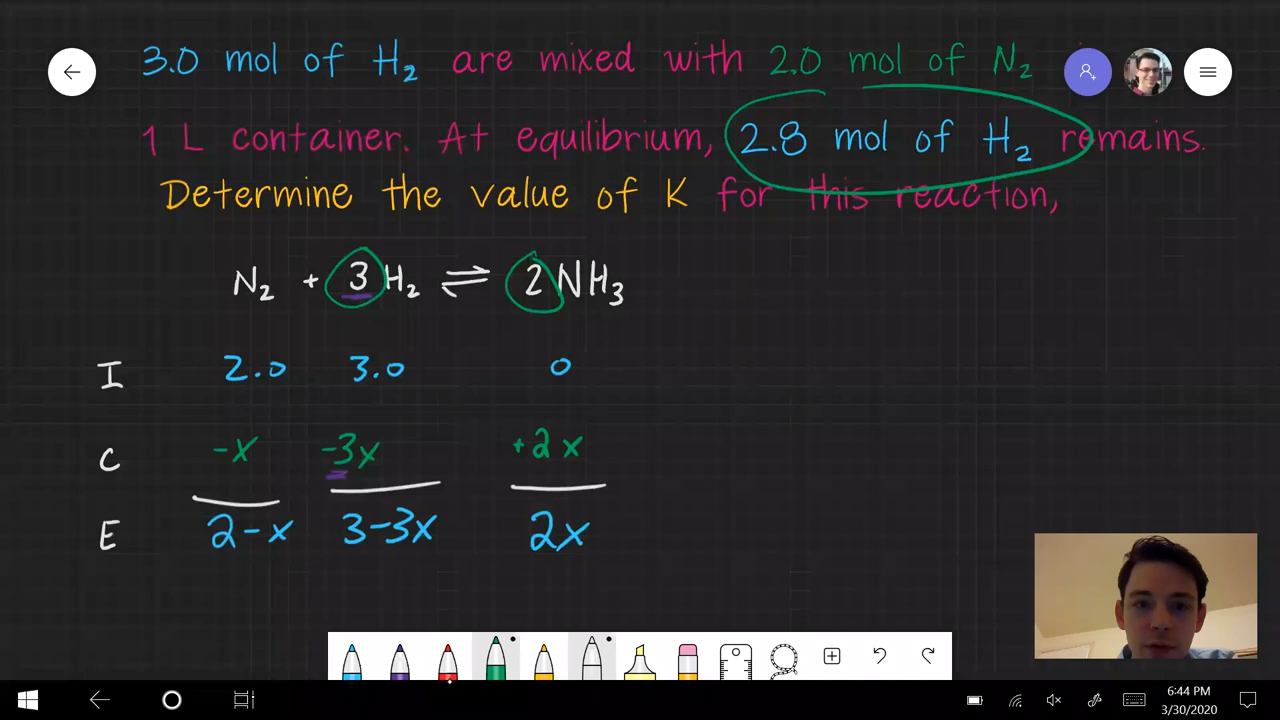 3.0 mol of H₂ are mixed with 2.0 mol of N₂
1 L container. At equilibrium, 2.8 mol of H₂ remains.
Determine the value of K for this reaction,
N₂ + 3 H₂ ⇌ 2 NH₃
I 2.0 3.0 0
C -x -3x +2x
E 2-x 3-3x 2x
6:44 PM
3/30/2020